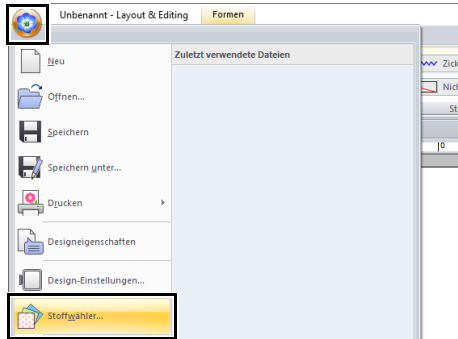 Unbenannt - Layout & Editing Formen
Zuletzt verwendete Dateien
Neu
Öffnen...
Speichern
Speichern unter...
Drucken
Designeigenschaften
Design-Einstellungen...
Stoffwähler...
Zick
Nich
St
0